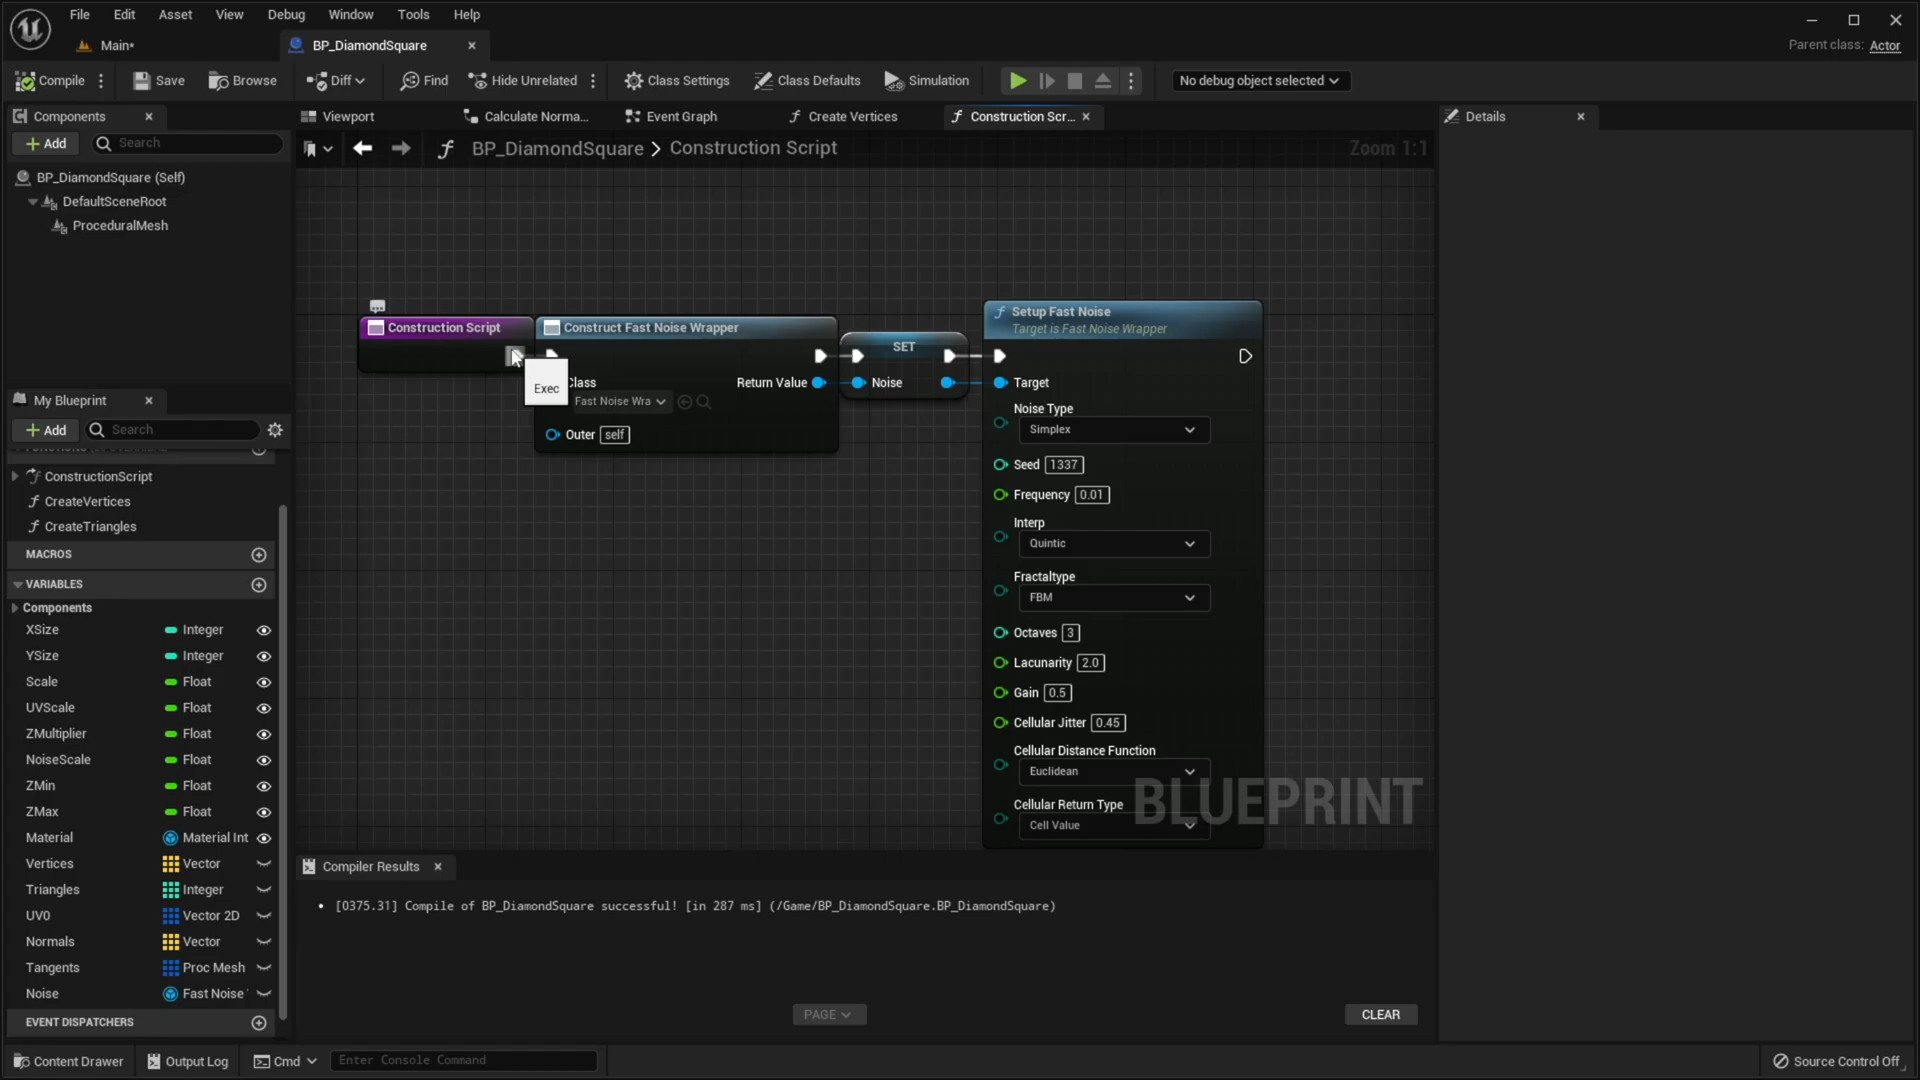 File Edit Asset View Debug Window Tools Help
Main*
BP_DiamondSquare
Parent class: Actor
Compile Save Browse Diff Find Hide Unrelated Class Settings Class Defaults Simulation No debug object selected
Components
Viewport Calculate Norma... Event Graph Create Vertices Construction Scr... Details
Add Search
BP_DiamondSquare > Construction Script Zoom 1:1
BP_DiamondSquare (Self)
DefaultSceneRoot
ProceduralMesh
Construction Script
Exec
Construct Fast Noise Wrapper
Class
Fast Noise Wra
Return Value
Outer self
SET
Noise
Setup Fast Noise
Target is Fast Noise Wrapper
Target
Noise Type
Simplex
Seed 1337
Frequency 0.01
Interp
Quintic
Fractaltype
FBM
Octaves 3
Lacunarity 2.0
Gain 0.5
Cellular Jitter 0.45
Cellular Distance Function
Euclidean
Cellular Return Type
Cell Value
BLUEPRINT
My Blueprint
Add Search
ConstructionScript
CreateVertices
CreateTriangles
MACROS
VARIABLES
Components
XSize Integer
YSize Integer
Scale Float
UVScale Float
ZMultiplier Float
NoiseScale Float
ZMin Float
ZMax Float
Material Material Int
Vertices Vector
Triangles Integer
UV0 Vector 2D
Normals Vector
Tangents Proc Mesh
Noise Fast Noise
EVENT DISPATCHERS
Compiler Results
[0375.31] Compile of BP_DiamondSquare successful! [in 287 ms] (/Game/BP_DiamondSquare.BP_DiamondSquare)
PAGE
CLEAR
Content Drawer Output Log Cmd Enter Console Command Source Control Off